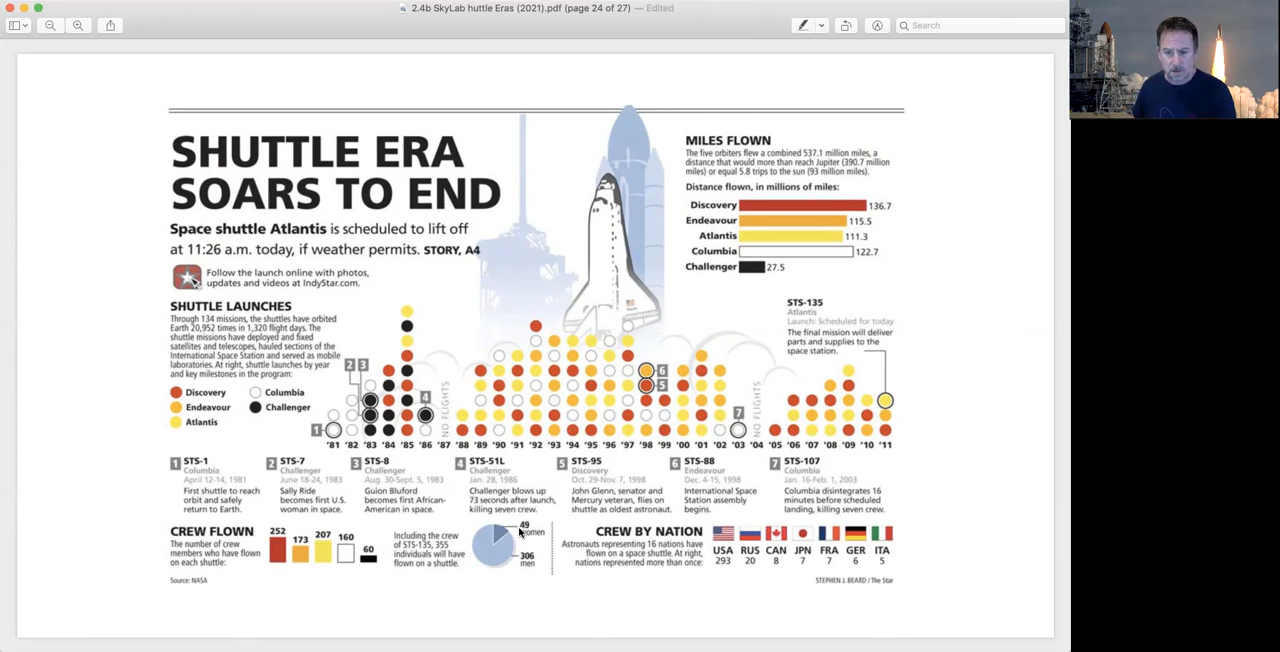 2.4b SkyLab huttle Eras (2021).pdf (page 24 of 27) — Edited
Search
SHUTTLE ERA
SOARS TO END
Space shuttle Atlantis is scheduled to lift off
at 11:26 a.m. today, if weather permits. STORY, A4
Follow the launch online with photos,
updates and videos at IndyStar.com.
MILES FLOWN
The five orbiters flew a combined 537.1 million miles, a
distance that would more than reach Jupiter (390.7 million
miles) or equal 5.8 trips to the sun (93 million miles).
Distance flown, in millions of miles:
Discovery 136.7
Endeavour 115.5
Atlantis 111.3
Columbia 122.7
Challenger 27.5
SHUTTLE LAUNCHES
Through 134 missions, the shuttles have orbited
Earth 20,952 times in 1,320 flight days. The
shuttle missions have deployed and fixed
satellites and telescopes, hauled sections of the
International Space Station and served as mobile
laboratories. At right, shuttle launches by year
and key milestones in the program:
Discovery Columbia
Endeavour Challenger
Atlantis
STS-135
Atlantis
Launch: Scheduled for today
The final mission will deliver
parts and supplies to the
space station.
1
2 3
4
NO FLIGHTS
6
5
7
NO FLIGHTS
'81 '82 '83 '84 '85 '86 '87 '88 '89 '90 '91 '92 '93 '94 '95 '96 '97 '98 '99 '00 '01 '02 '03 '04 '05 '06 '07 '08 '09 '10 '11
1 STS-1
Columbia
April 12-14, 1981
First shuttle to reach
orbit and safely
return to Earth.
2 STS-7
Challenger
June 18-24, 1983
Sally Ride
becomes first U.S.
woman in space.
3 STS-8
Challenger
Aug. 30-Sept. 5, 1983
Guion Bluford
becomes first African-
American in space.
4 STS-51L
Challenger
Jan. 28, 1986
Challenger blows up
73 seconds after launch,
killing seven crew.
5 STS-95
Discovery
Oct. 29-Nov. 7, 1998
John Glenn, senator and
Mercury veteran, flies on
shuttle as oldest astronaut.
6 STS-88
Endeavour
Dec. 4-15, 1998
International Space
Station assembly
begins.
7 STS-107
Columbia
Jan. 16-Feb. 1, 2003
Columbia disintegrates 16
minutes before scheduled
landing, killing seven crew.
CREW FLOWN
The number of crew
members who have flown
on each shuttle:
252 173 207 160 60
Including the crew
of STS-135, 355
individuals will have
flown on a shuttle.
49
women
306
men
CREW BY NATION
Astronauts representing 16 nations have
flown on a space shuttle. At right,
nations represented more than once:
USA RUS CAN JPN FRA GER ITA
293 20 8 7 7 6 5
Source: NASA
STEPHEN J. BEARD / The Star